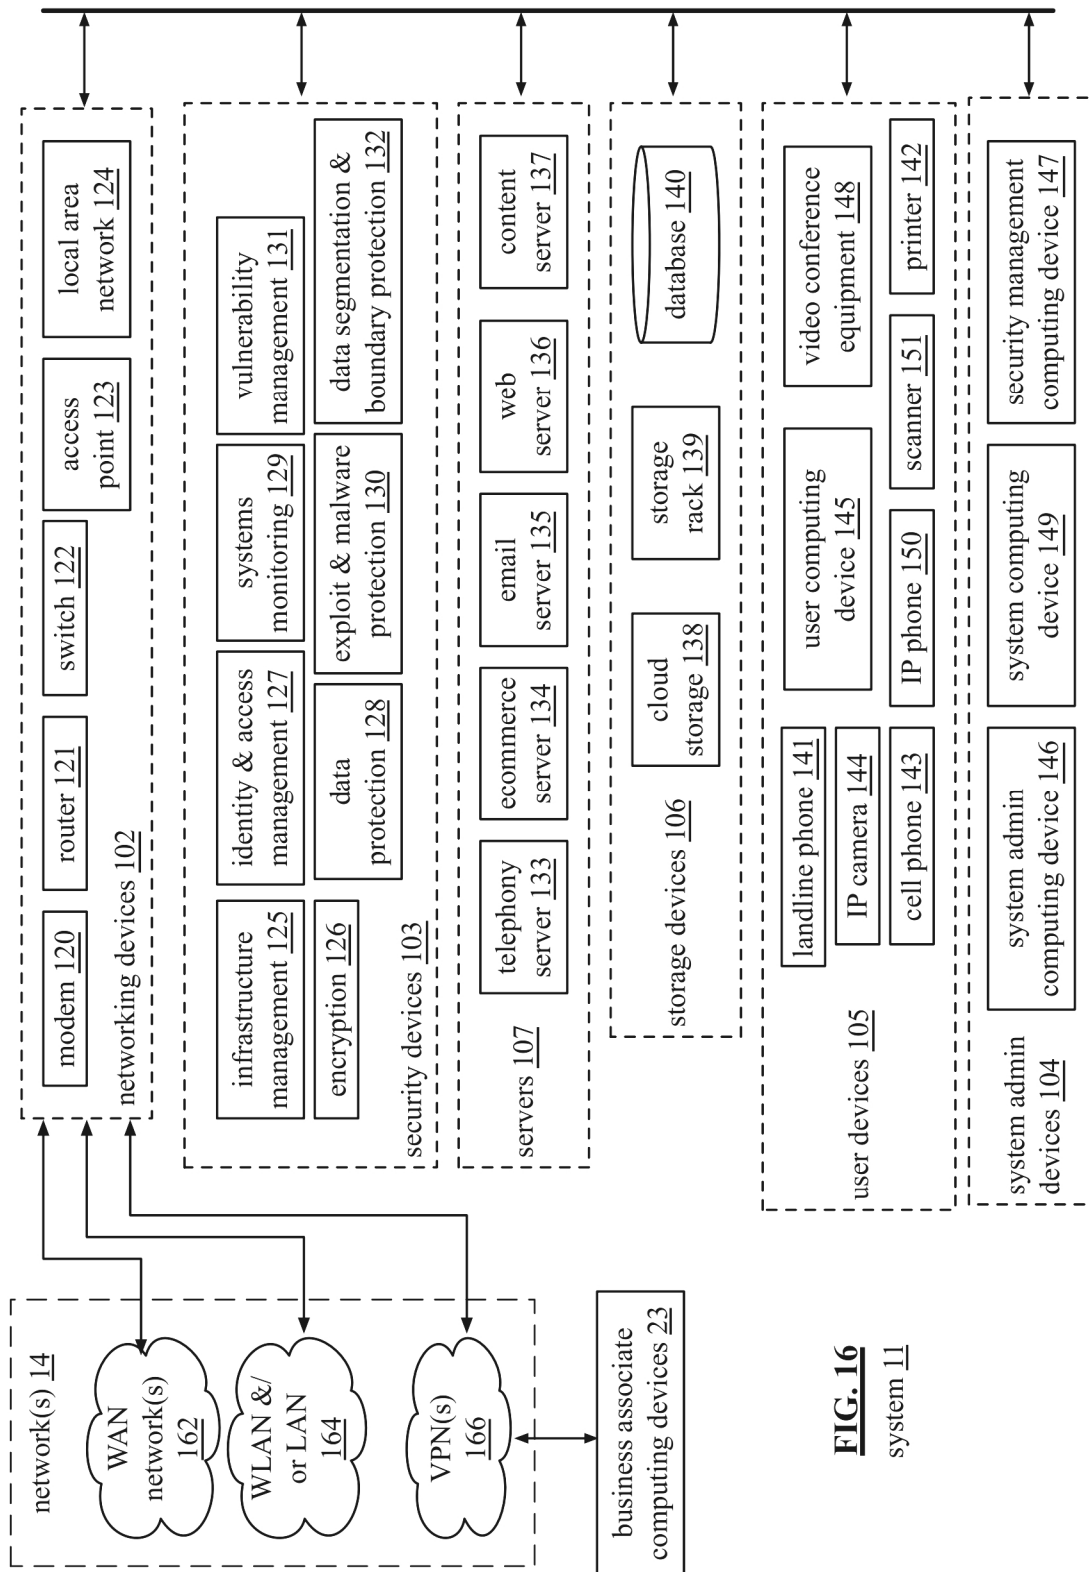 network(s) 14
WAN
network(s)
162
WLAN &/
or LAN
164
VPN(s)
166
business associate
computing devices 23
modem 120
router 121
switch 122
access
point 123
local area
network 124
networking devices 102
infrastructure
management 125
identity & access
management 127
systems
monitoring 129
vulnerability
management 131
encryption 126
data
protection 128
exploit & malware
protection 130
data segmentation &
boundary protection 132
security devices 103
telephony
server 133
ecommerce
server 134
email
server 135
web
server 136
content
server 137
servers 107
cloud
storage 138
storage
rack 139
database 140
storage devices 106
landline phone 141
IP camera 144
cell phone 143
user computing
device 145
IP phone 150
video conference
equipment 148
scanner 151
printer 142
user devices 105
system admin
computing device 146
system computing
device 149
security management
computing device 147
system admin
devices 104
FIG. 16
system 11